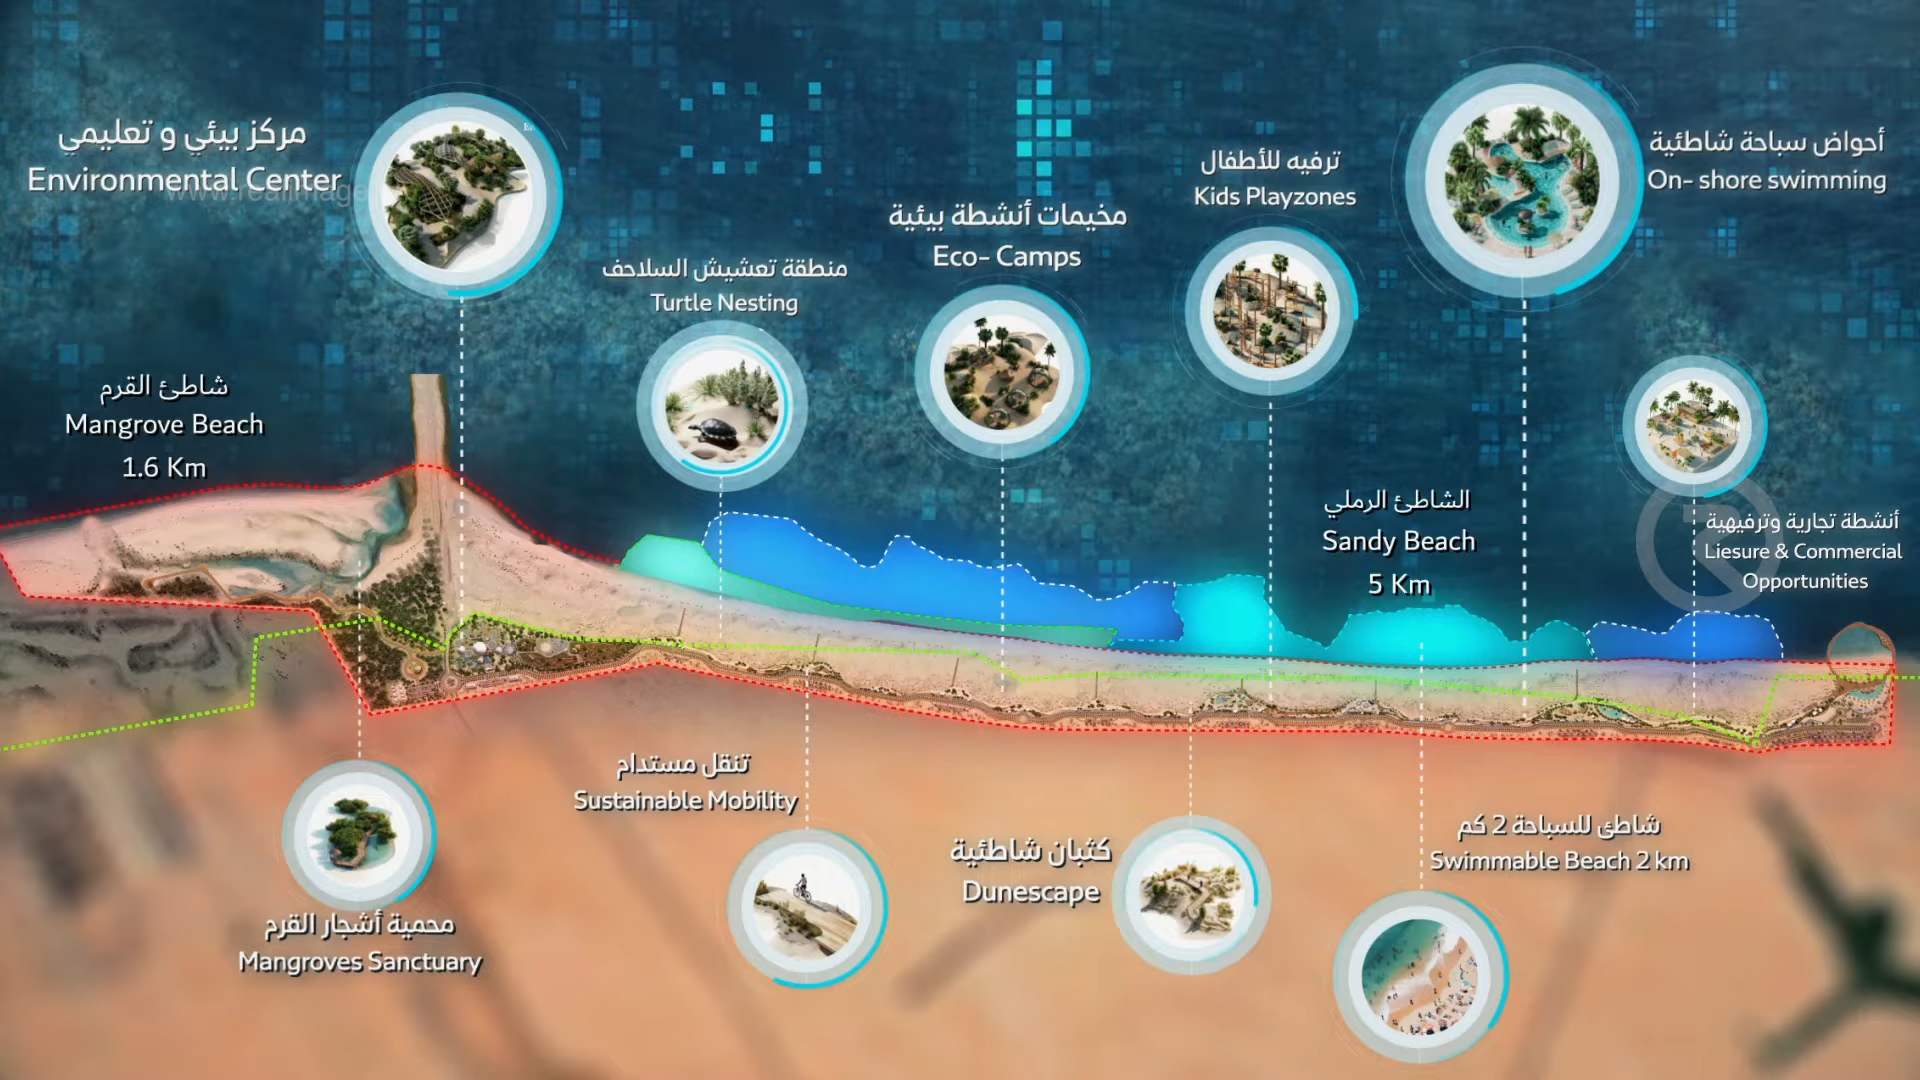 مركز بيئي و تعليمي
Environmental Center
أحواض سباحة شاطئية
On- shore swimming
ترفيه للأطفال
Kids Playzones
مخيمات أنشطة بيئية
Eco- Camps
منطقة تعشيش السلاحف
Turtle Nesting
شاطئ القرم
Mangrove Beach
1.6 Km
الشاطئ الرملي
Sandy Beach
5 Km
أنشطة تجارية وترفيهية
Liesure & Commercial
Opportunities
تنقل مستدام
Sustainable Mobility
كثبان شاطئية
Dunescape
شاطئ للسباحة 2 كم
Swimmable Beach 2 km
محمية أشجار القرم
Mangroves Sanctuary